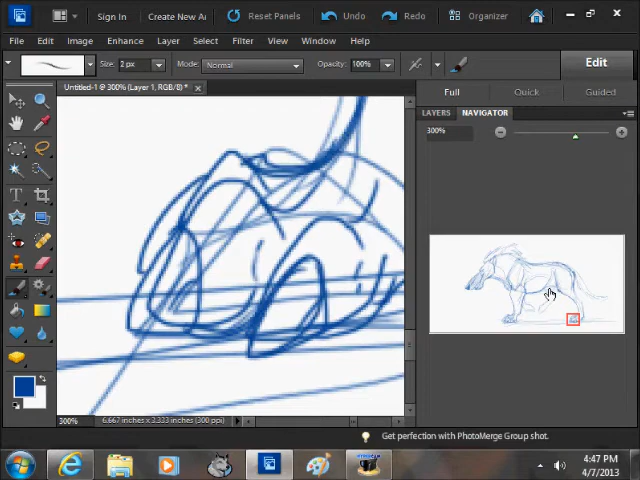 Sign In Create New Ar Reset Panels Undo Redo Organizer
File Edit Image Enhance Layer Select Filter View Window Help
Size: 2 px Mode: Normal Opacity: 100% Edit
Untitled-1 @ 300% (Layer 1, RGB/8) * × Full Quick Guided
LAYERS NAVIGATOR
300%
300% 6.667 inches x 3.333 inches (300 ppi)
Get perfection with PhotoMerge Group shot.
4:47 PM
4/7/2013